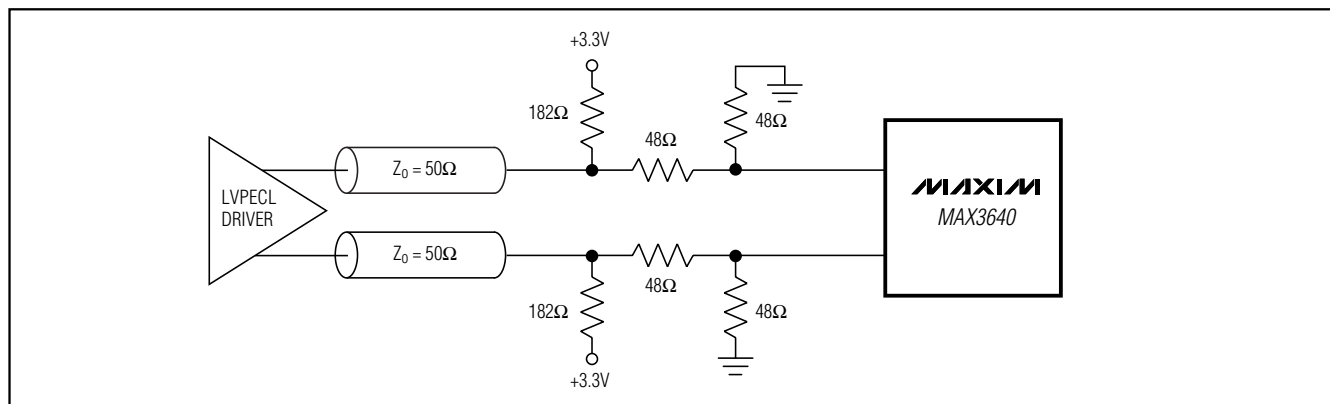 +3.3V
182Ω
48Ω
48Ω
Z₀ = 50Ω
LVPECL
DRIVER
MAXIM
MAX3640
Z₀ = 50Ω
48Ω
182Ω
48Ω
+3.3V